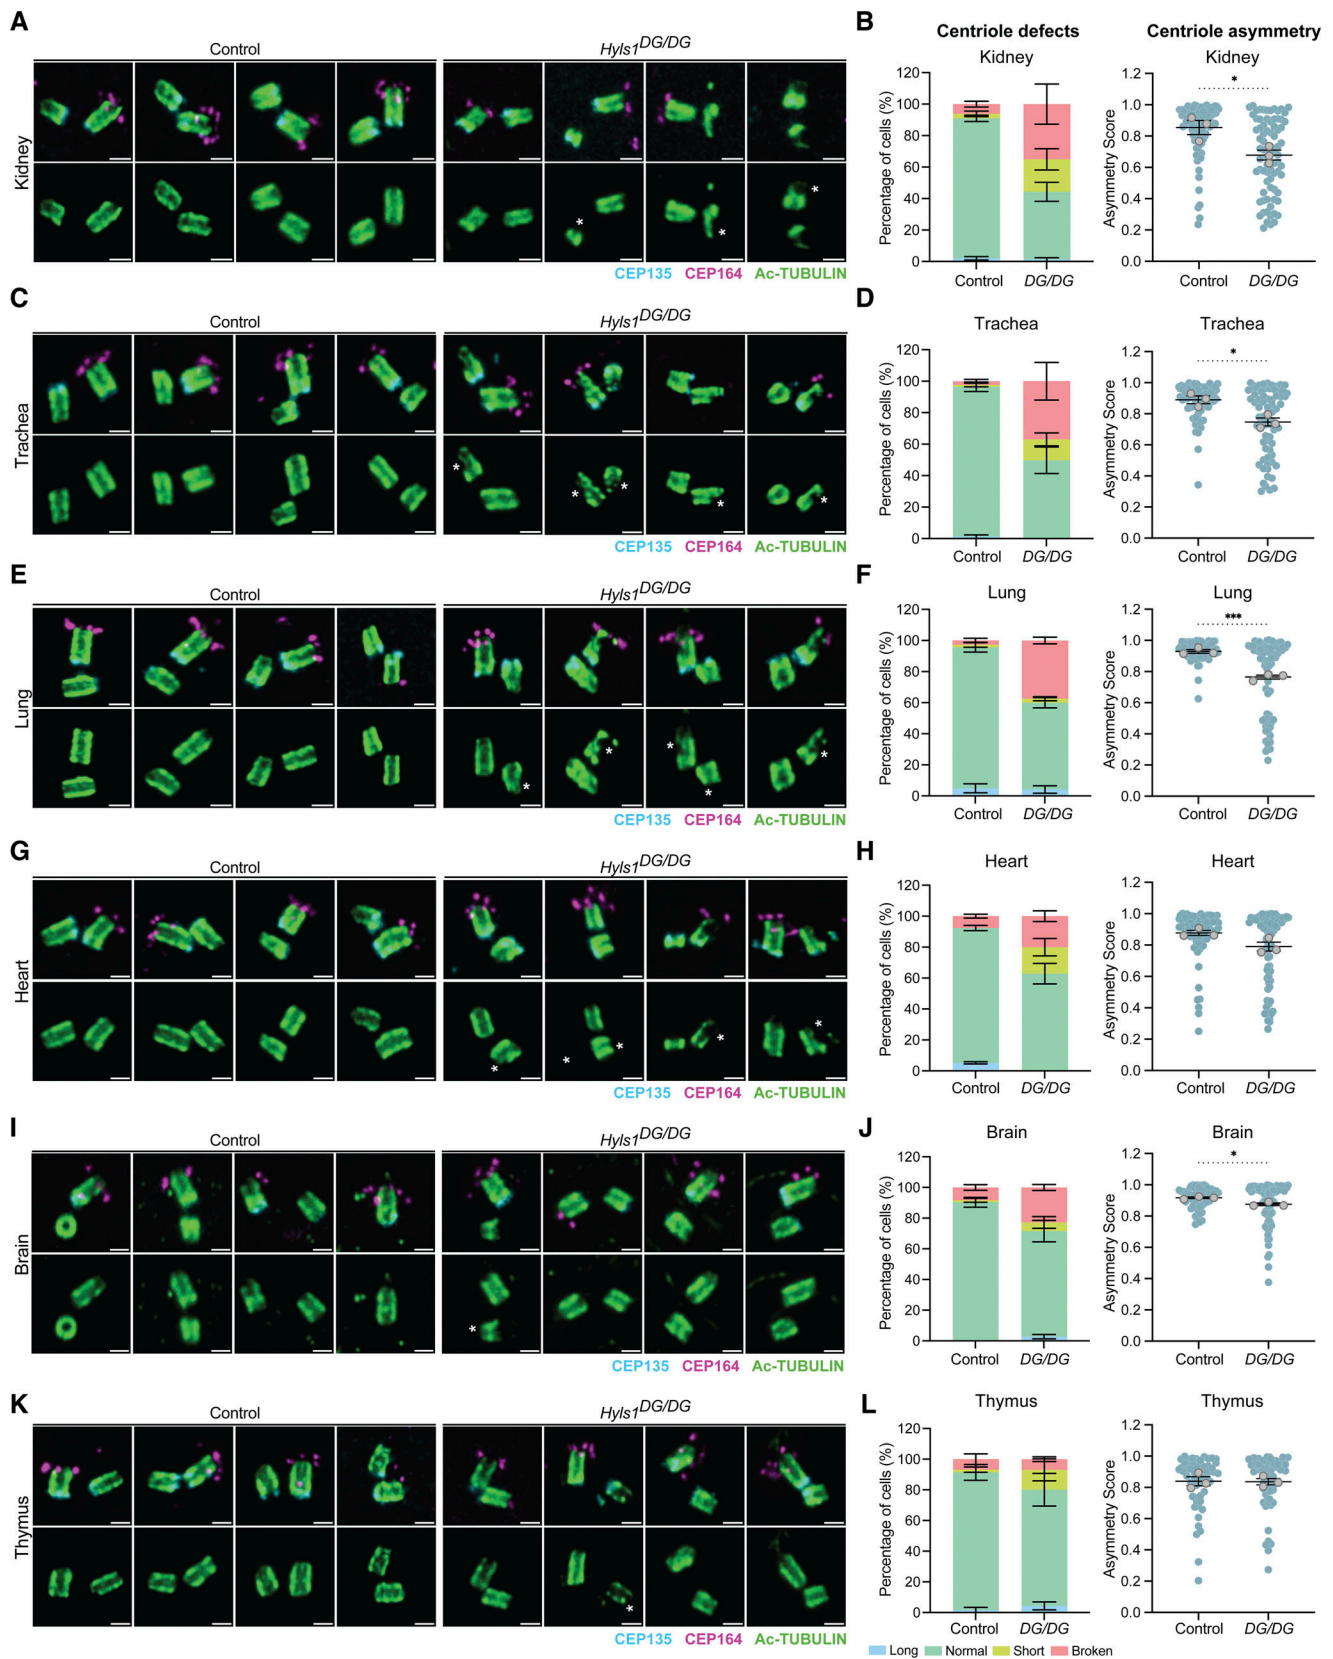 A
Control
Hyls1DG/DG
Kidney
* * *
CEP135 CEP164 Ac-TUBULIN
B
Centriole defects
Centriole asymmetry
Kidney
Percentage of cells (%)
120
100
80
60
40
20
0
Control DG/DG
Kidney
*
Asymmetry Score
1.2
1.0
0.8
0.6
0.4
0.2
0.0
Control DG/DG
C
Control
Hyls1DG/DG
Trachea
* * * * *
CEP135 CEP164 Ac-TUBULIN
D
Trachea
Percentage of cells (%)
120
100
80
60
40
20
0
Control DG/DG
Trachea
*
Asymmetry Score
1.2
1.0
0.8
0.6
0.4
0.2
0.0
Control DG/DG
E
Control
Hyls1DG/DG
Lung
* * * * *
CEP135 CEP164 Ac-TUBULIN
F
Lung
Percentage of cells (%)
120
100
80
60
40
20
0
Control DG/DG
Lung
***
Asymmetry Score
1.2
1.0
0.8
0.6
0.4
0.2
0.0
Control DG/DG
G
Control
Hyls1DG/DG
Heart
* * * * *
CEP135 CEP164 Ac-TUBULIN
H
Heart
Percentage of cells (%)
120
100
80
60
40
20
0
Control DG/DG
Heart
Asymmetry Score
1.2
1.0
0.8
0.6
0.4
0.2
0.0
Control DG/DG
I
Control
Hyls1DG/DG
Brain
*
CEP135 CEP164 Ac-TUBULIN
J
Brain
Percentage of cells (%)
120
100
80
60
40
20
0
Control DG/DG
Brain
*
Asymmetry Score
1.2
1.0
0.8
0.6
0.4
0.2
0.0
Control DG/DG
K
Control
Hyls1DG/DG
Thymus
*
CEP135 CEP164 Ac-TUBULIN
L
Thymus
Percentage of cells (%)
120
100
80
60
40
20
0
Control DG/DG
Thymus
Asymmetry Score
1.2
1.0
0.8
0.6
0.4
0.2
0.0
Control DG/DG
Long Normal Short Broken